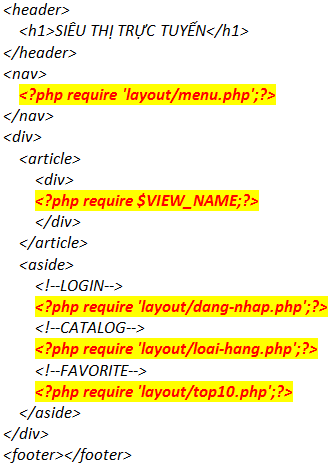 <header>
<h1>SIÊU THỊ TRỰC TUYẾN</h1>
</header>
<nav>
<?php require 'layout/menu.php';?>
</nav>
<div>
<article>
<div>
<?php require $VIEW_NAME;?>
</div>
</article>
<aside>
<!--LOGIN-->
<?php require 'layout/dang-nhap.php';?>
<!--CATALOG-->
<?php require 'layout/loai-hang.php';?>
<!--FAVORITE-->
<?php require 'layout/top10.php';?>
</aside>
</div>
<footer></footer>